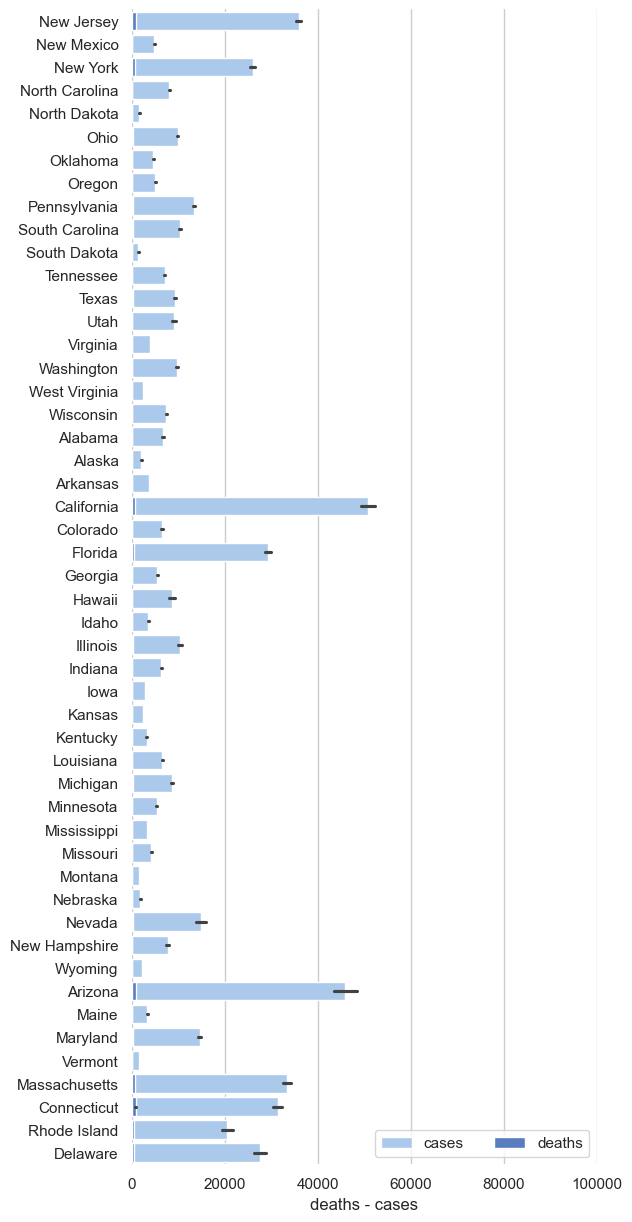 New Jersey
New Mexico
New York
North Carolina
North Dakota
Ohio
Oklahoma
Oregon
Pennsylvania
South Carolina
South Dakota
Tennessee
Texas
Utah
Virginia
Washington
West Virginia
Wisconsin
Alabama
Alaska
Arkansas
California
Colorado
Florida
Georgia
Hawaii
Idaho
Illinois
Indiana
Iowa
Kansas
Kentucky
Louisiana
Michigan
Minnesota
Mississippi
Missouri
Montana
Nebraska
Nevada
New Hampshire
Wyoming
Arizona
Maine
Maryland
Vermont
Massachusetts
Connecticut
Rhode Island
Delaware
cases deaths
0 20000 40000 60000 80000 100000
deaths - cases